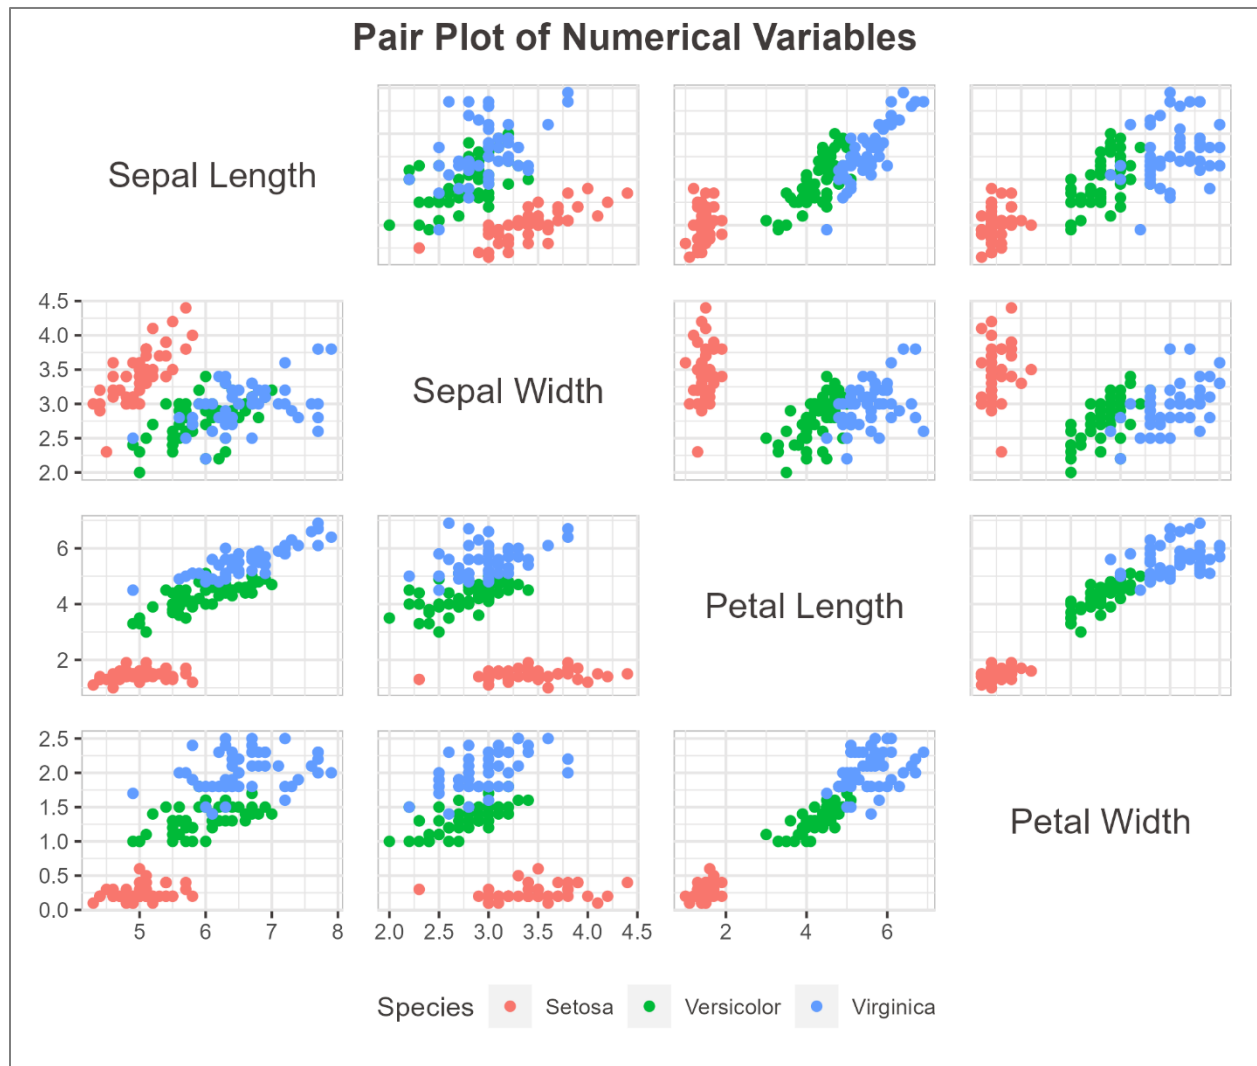 Pair Plot of Numerical Variables
Sepal Length
4.5
4.0
3.5
3.0
2.5
2.0
Sepal Width
6
4
2
Petal Length
2.5
2.0
1.5
1.0
0.5
0.0
Petal Width
5 6 7 8
2.0 2.5 3.0 3.5 4.0 4.5
2 4 6
Species Setosa Versicolor Virginica